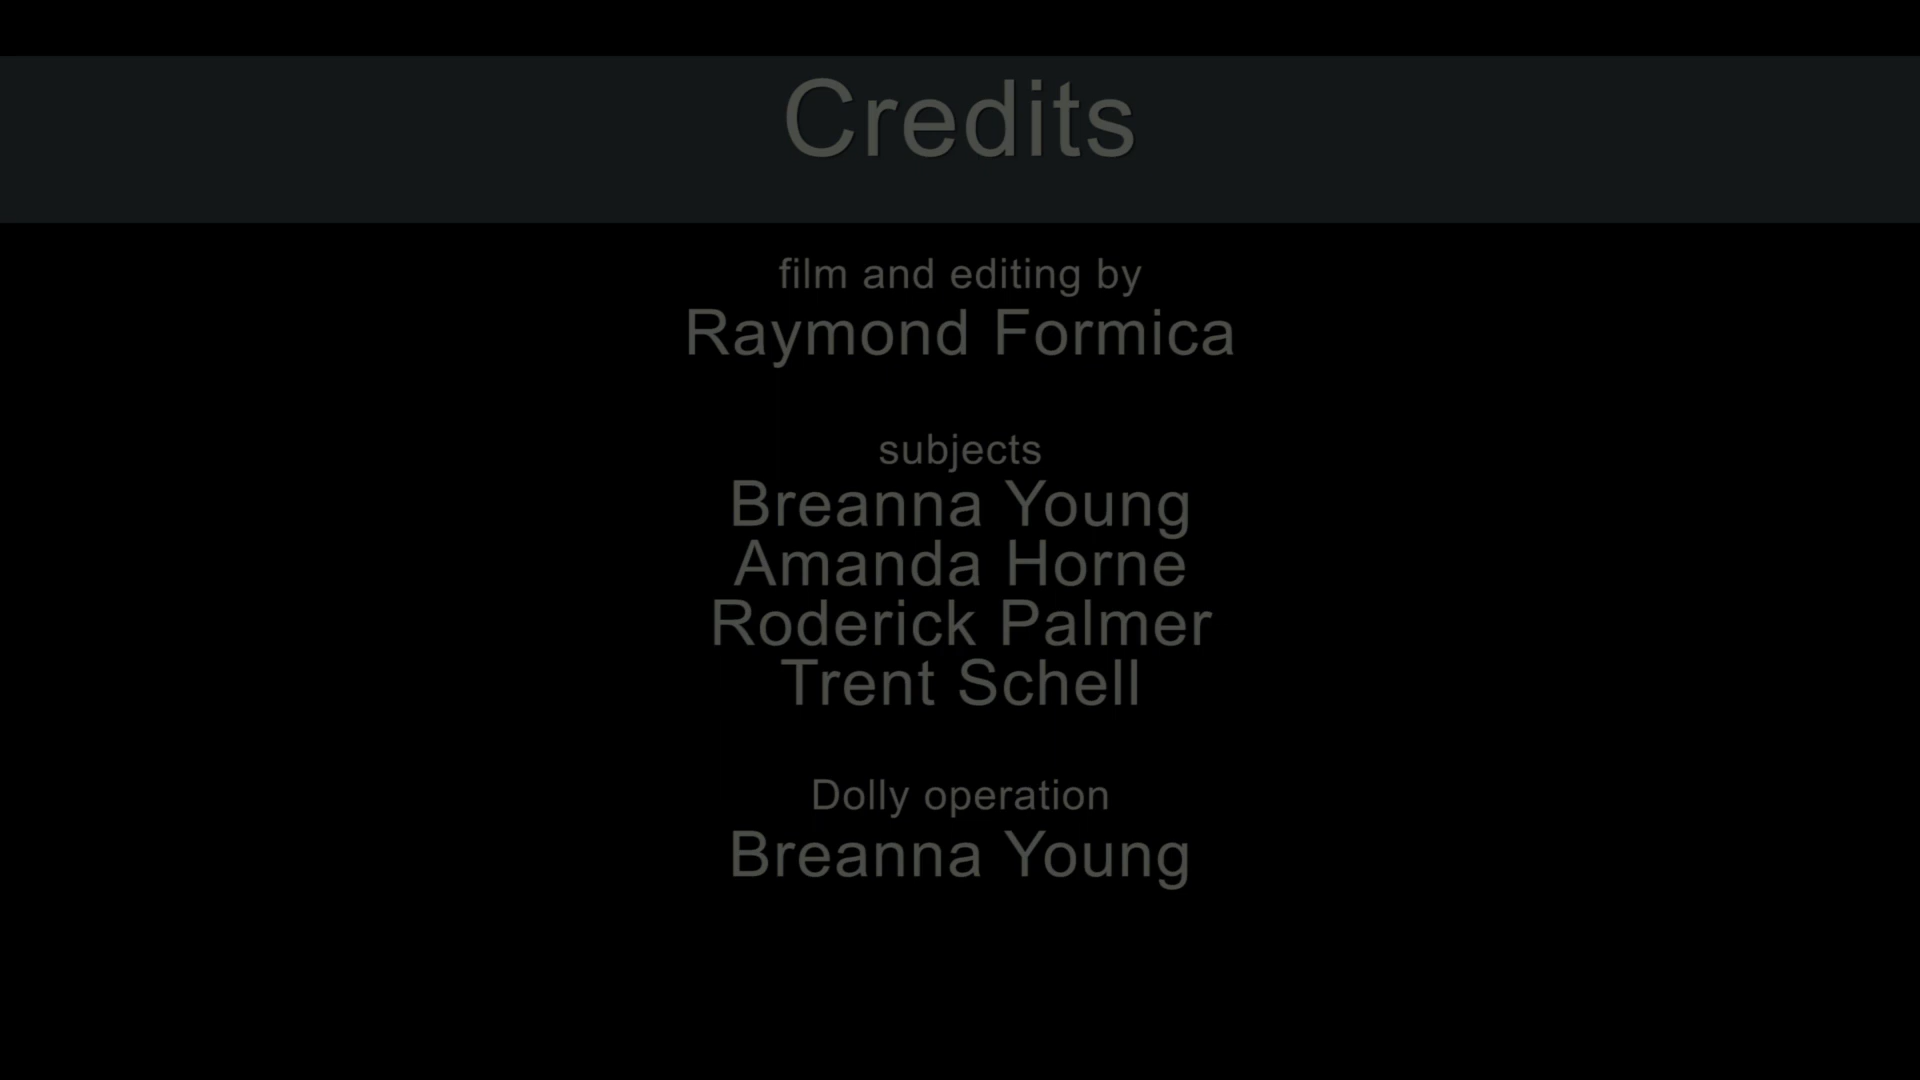 Credits
film and editing by
Raymond Formica
subjects
Breanna Young
Amanda Horne
Roderick Palmer
Trent Schell
Dolly operation
Breanna Young